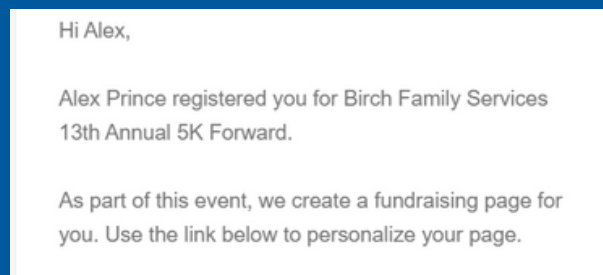 Hi Alex,
Alex Prince registered you for Birch Family Services
13th Annual 5K Forward.
As part of this event, we create a fundraising page for
you. Use the link below to personalize your page.